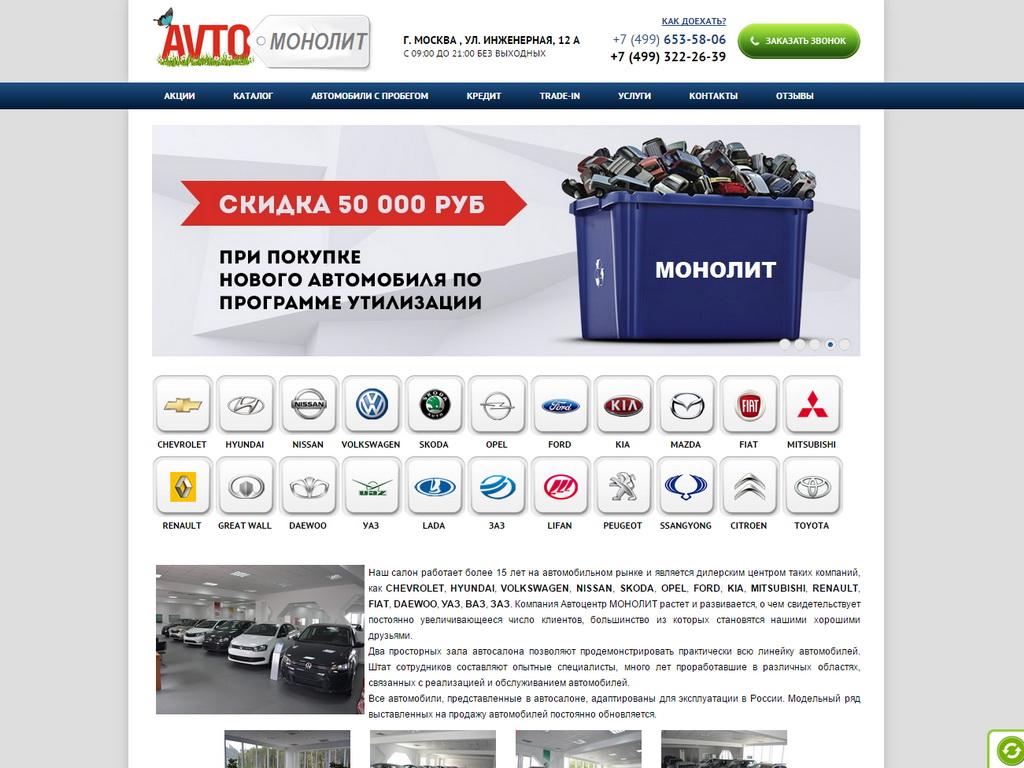 AVTO МОНОЛИТ
Г. МОСКВА , УЛ. ИНЖЕНЕРНАЯ, 12 А
С 09:00 ДО 21:00 БЕЗ ВЫХОДНЫХ
КАК ДОЕХАТЬ?
+7 (499) 653-58-06
+7 (499) 322-26-39
ЗАКАЗАТЬ ЗВОНОК
АКЦИИ КАТАЛОГ АВТОМОБИЛИ С ПРОБЕГОМ КРЕДИТ TRADE-IN УСЛУГИ КОНТАКТЫ ОТЗЫВЫ
СКИДКА 50 000 РУБ
ПРИ ПОКУПКЕ
НОВОГО АВТОМОБИЛЯ ПО
ПРОГРАММЕ УТИЛИЗАЦИИ
МОНОЛИТ
CHEVROLET HYUNDAI NISSAN VOLKSWAGEN SKODA OPEL FORD KIA MAZDA FIAT MITSUBISHI
RENAULT GREAT WALL DAEWOO УАЗ LADA ЗАЗ LIFAN PEUGEOT SSANGYONG CITROEN TOYOTA
Наш салон работает более 15 лет на автомобильном рынке и является дилерским центром таких компаний,
как CHEVROLET, HYUNDAI, VOLKSWAGEN, NISSAN, SKODA, OPEL, FORD, KIA, MITSUBISHI, RENAULT,
FIAT, DAEWOO, УАЗ, ВАЗ, ЗАЗ. Компания Автоцентр МОНОЛИТ растет и развивается, о чем свидетельствует
постоянно увеличивающееся число клиентов, большинство из которых становятся нашими хорошими
друзьями.
Два просторных зала автосалона позволяют продемонстрировать практически всю линейку автомобилей.
Штат сотрудников составляют опытные специалисты, много лет проработавшие в различных областях,
связанных с реализацией и обслуживанием автомобилей.
Все автомобили, представленные в автосалоне, адаптированы для эксплуатации в России. Модельный ряд
выставленных на продажу автомобилей постоянно обновляется.